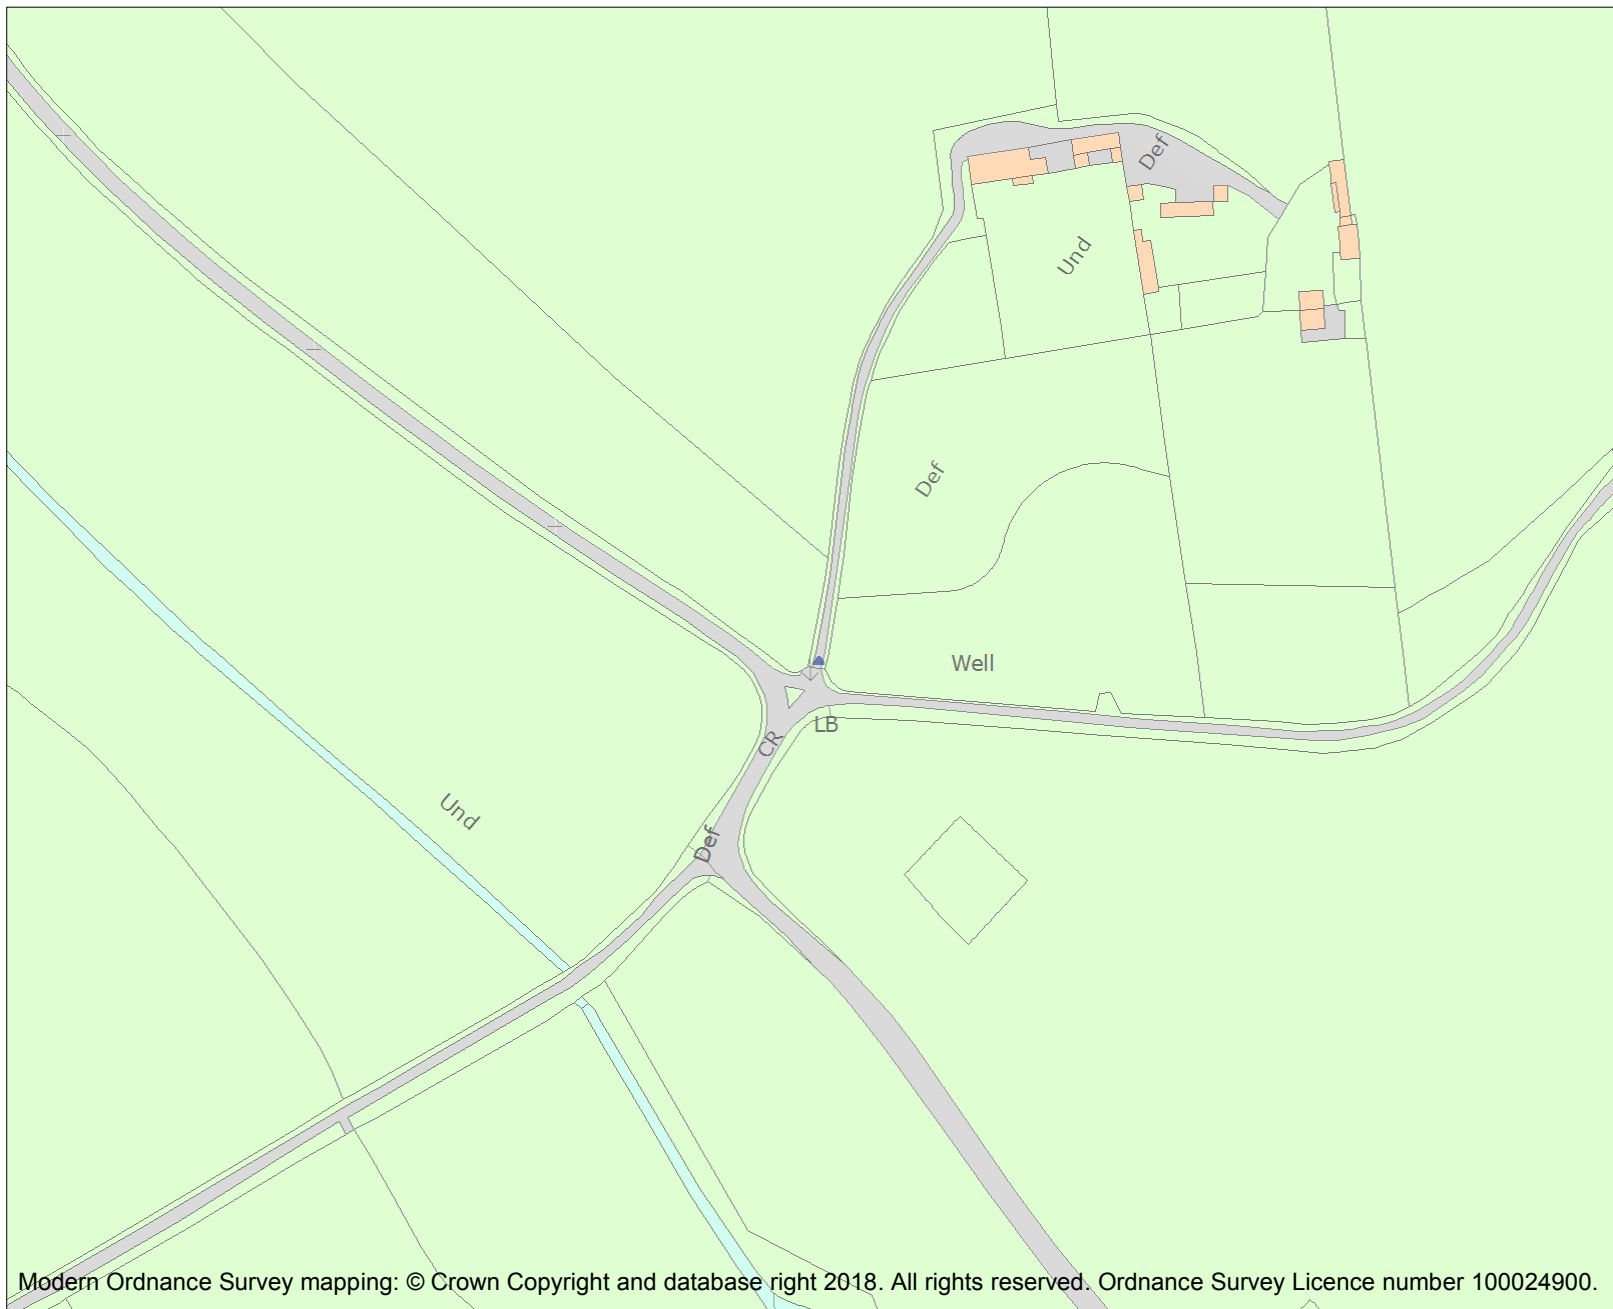 Def
Und
Def
Well
LB
CR
Und
Def
Modern Ordnance Survey mapping: © Crown Copyright and database right 2018. All rights reserved. Ordnance Survey Licence number 100024900.